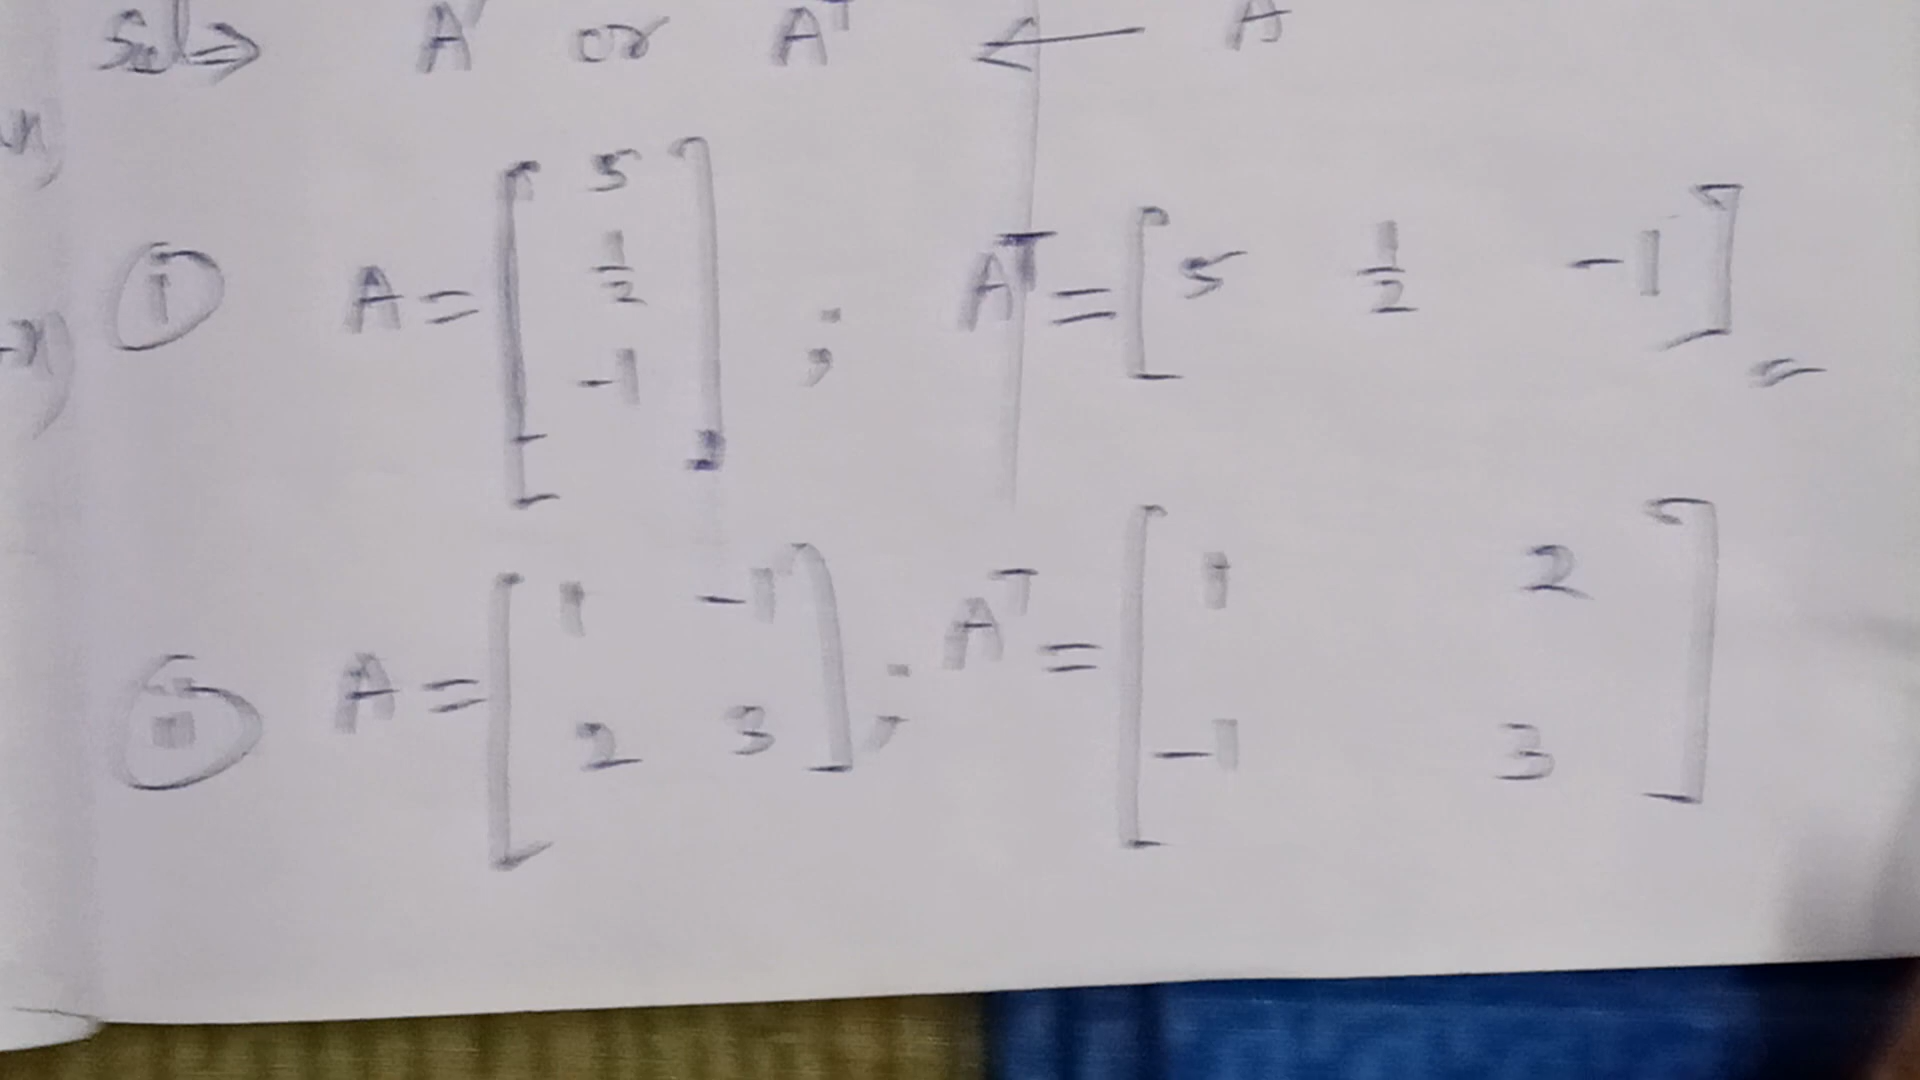 Sol⇒ A' or Aᵀ ← A
x)
-x)
(i) A = [5 1/2 -1] ; Aᵀ = [5 1/2 -1]
(ii) A = [1 -1
2 3] ; Aᵀ = [1 2
-1 3]